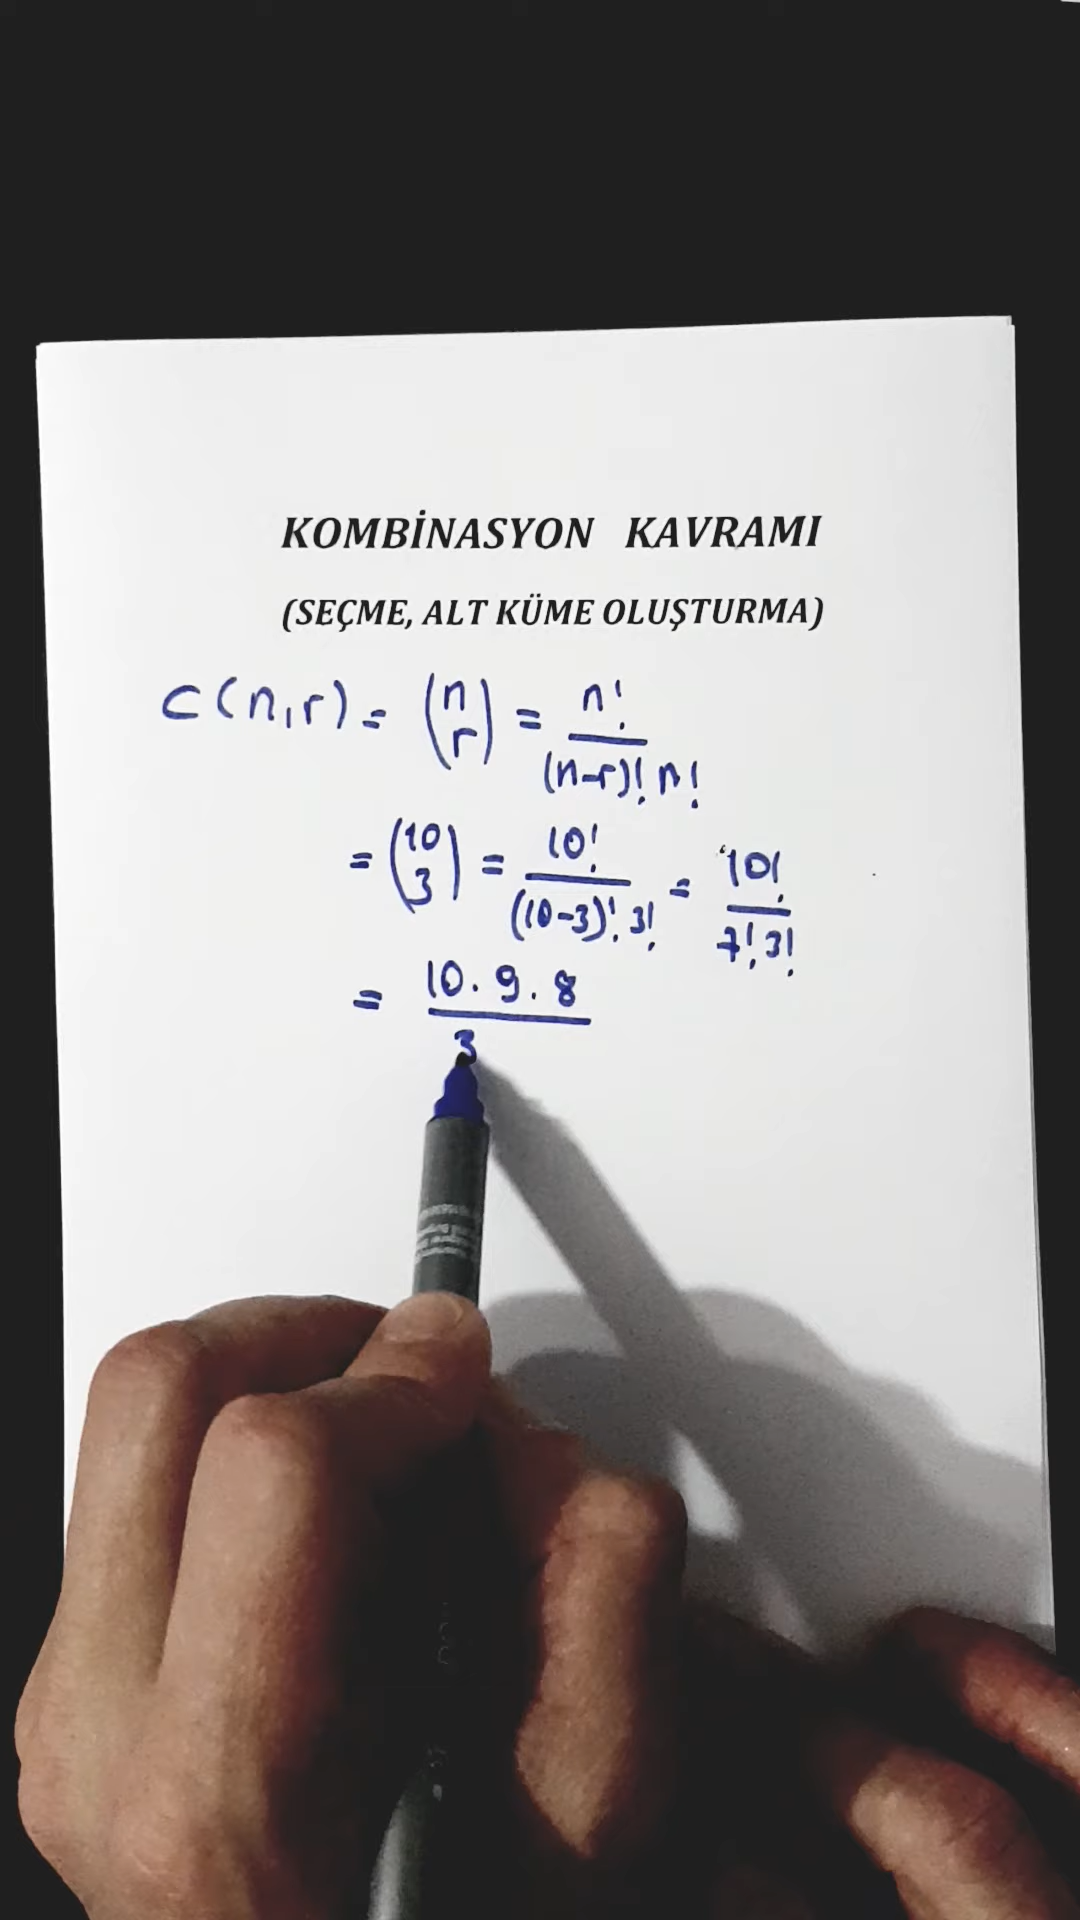 KOMBİNASYON KAVRAMI
(SEÇME, ALT KÜME OLUŞTURMA)
C(n,r) = (n r) = n! / (n-r)! n!
= (10 3) = 10! / (10-3)! 3! = 10! / 7! 3!
= 10 . 9 . 8 / 3